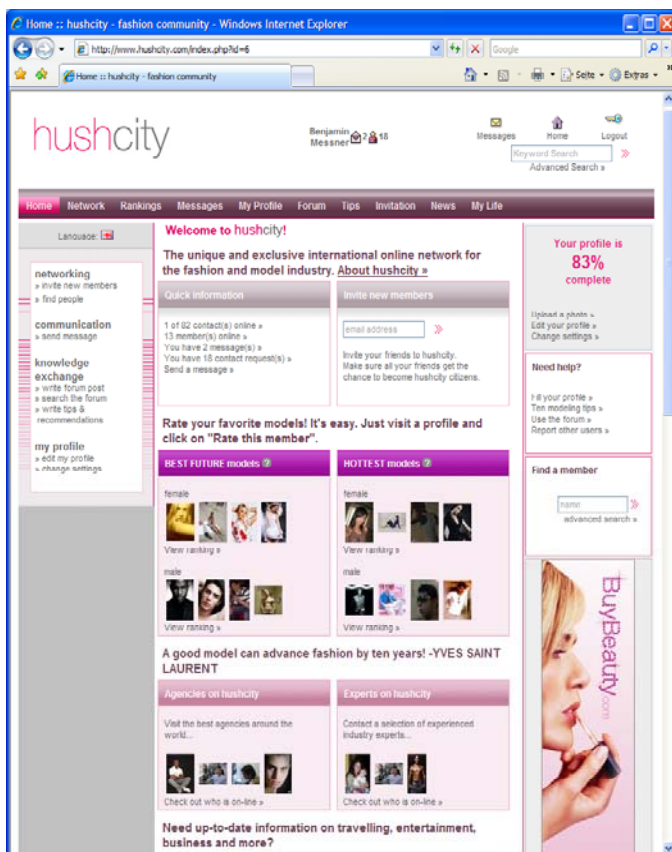 Home :: hushcity - fashion community - Windows Internet Explorer
http://www.hushcity.com/index.php?id=6
Google
Home :: hushcity - fashion community
Seite
Extras
hushcity
Benjamin Messner 2 18
Messages
Home
Logout
Keyword Search
Advanced Search »
Home Network Rankings Messages My Profile Forum Tips Invitation News My Life
Language:
networking
» invite new members
» find people
communication
» send message
knowledge
exchange
» write forum post
» search the forum
» write tips &
recommendations
my profile
» edit my profile
» change settings
Welcome to hushcity!
The unique and exclusive international online network for
the fashion and model industry. About hushcity »
Quick information
1 of 82 contact(s) online »
13 member(s) online »
You have 2 message(s) »
You have 18 contact request(s) »
Send a message »
Invite new members
email address
Invite your friends to hushcity.
Make sure all your friends get the
chance to become hushcity citizens.
Rate your favorite models! It's easy. Just visit a profile and
click on "Rate this member".
BEST FUTURE models
female
View ranking »
male
View ranking »
HOTTEST models
female
View ranking »
male
View ranking »
A good model can advance fashion by ten years! -YVES SAINT
LAURENT
Agencies on hushcity
Visit the best agencies around the
world...
Check out who is on-line »
Experts on hushcity
Contact a selection of experienced
industry experts...
Check out who is on-line »
Need up-to-date information on travelling, entertainment,
business and more?
Your profile is
83%
complete
Upload a photo »
Edit your profile »
Change settings »
Need help?
Fill your profile »
Ten modeling tips »
Use the forum »
Report other users »
Find a member
name
advanced search »
BuyBeauty.com